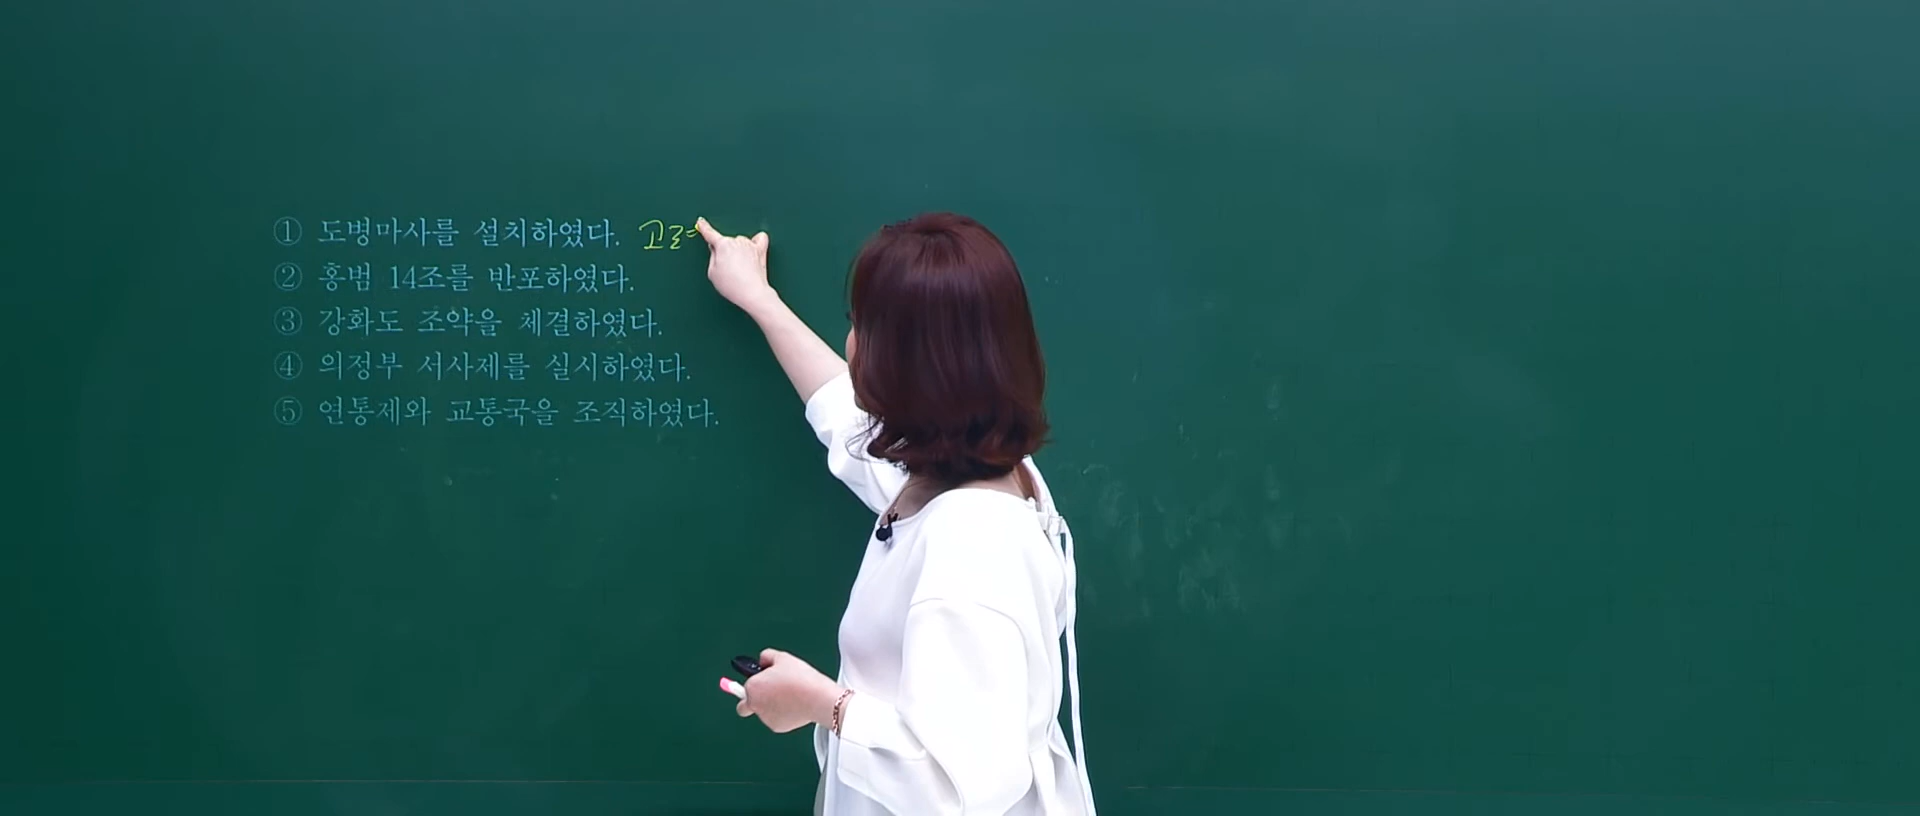 ① 도병마사를 설치하였다. 고려
② 홍범 14조를 반포하였다.
③ 강화도 조약을 체결하였다.
④ 의정부 서사제를 실시하였다.
⑤ 연통제와 교통국을 조직하였다.